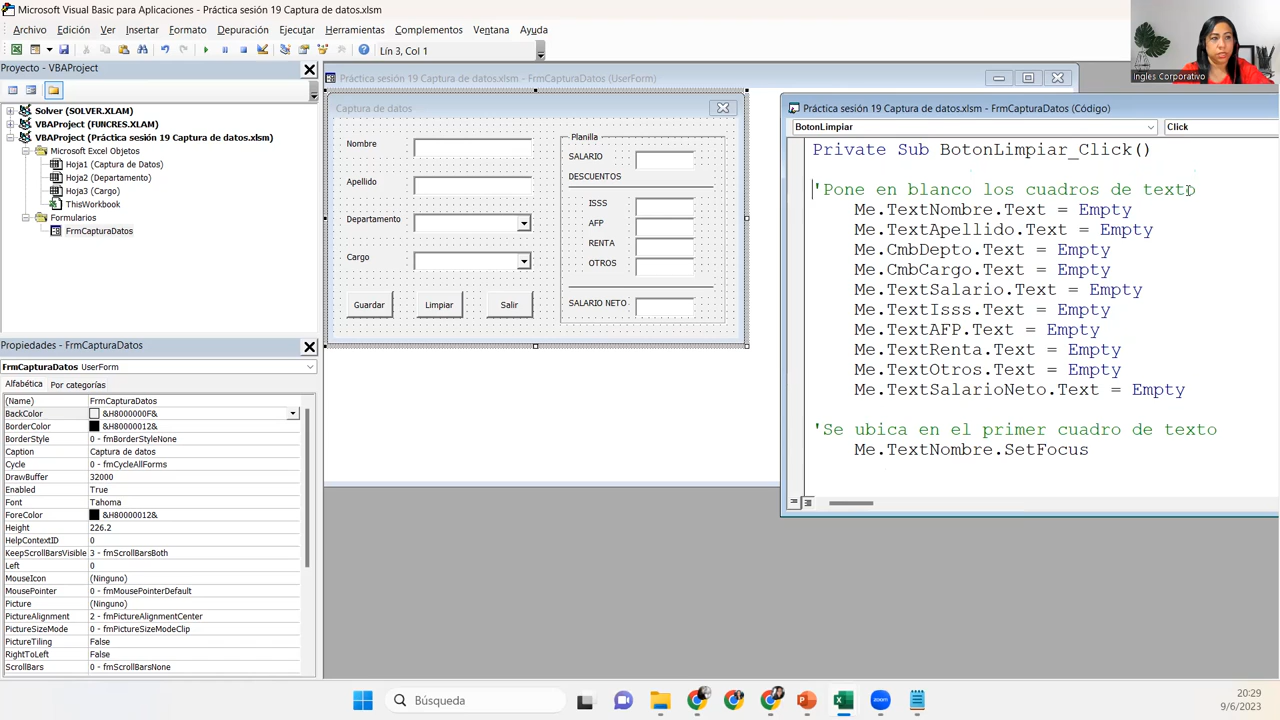 Microsoft Visual Basic para Aplicaciones - Práctica sesión 19 Captura de datos.xlsm
Archivo Edición Ver Insertar Formato Depuración Ejecutar Herramientas Complementos Ventana Ayuda
Lín 3, Col 1
Ingles Corporativo
Proyecto - VBAProject
Solver (SOLVER.XLAM)
VBAProject (FUNCRES.XLAM)
VBAProject (Práctica sesión 19 Captura de datos.xlsm)
Microsoft Excel Objetos
Hoja1 (Captura de Datos)
Hoja2 (Departamento)
Hoja3 (Cargo)
ThisWorkbook
Formularios
FrmCapturaDatos
Propiedades - FrmCapturaDatos
FrmCapturaDatos UserForm
Alfabética Por categorías
(Name) FrmCapturaDatos
BackColor &H8000000F&
BorderColor &H80000012&
BorderStyle 0 - fmBorderStyleNone
Caption Captura de datos
Cycle 0 - fmCycleAllForms
DrawBuffer 32000
Enabled True
Font Tahoma
ForeColor &H80000012&
Height 226.2
HelpContextID 0
KeepScrollBarsVisible 3 - fmScrollBarsBoth
Left 0
MouseIcon (Ninguno)
MousePointer 0 - fmMousePointerDefault
Picture (Ninguno)
PictureAlignment 2 - fmPictureAlignmentCenter
PictureSizeMode 0 - fmPictureSizeModeClip
PictureTiling False
RightToLeft False
ScrollBars 0 - fmScrollBarsNone
Práctica sesión 19 Captura de datos.xlsm - FrmCapturaDatos (UserForm)
Captura de datos
Nombre
Apellido
Departamento
Cargo
Guardar Limpiar Salir
Planilla
SALARIO
DESCUENTOS
ISSS
AFP
RENTA
OTROS
SALARIO NETO
Práctica sesión 19 Captura de datos.xlsm - FrmCapturaDatos (Código)
BotonLimpiar Click
Private Sub BotonLimpiar_Click()
'Pone en blanco los cuadros de texto
Me.TextNombre.Text = Empty
Me.TextApellido.Text = Empty
Me.CmbDepto.Text = Empty
Me.CmbCargo.Text = Empty
Me.TextSalario.Text = Empty
Me.TextIsss.Text = Empty
Me.TextAFP.Text = Empty
Me.TextRenta.Text = Empty
Me.TextOtros.Text = Empty
Me.TextSalarioNeto.Text = Empty
'Se ubica en el primer cuadro de texto
Me.TextNombre.SetFocus
Búsqueda
zoom
20:29
9/6/2023